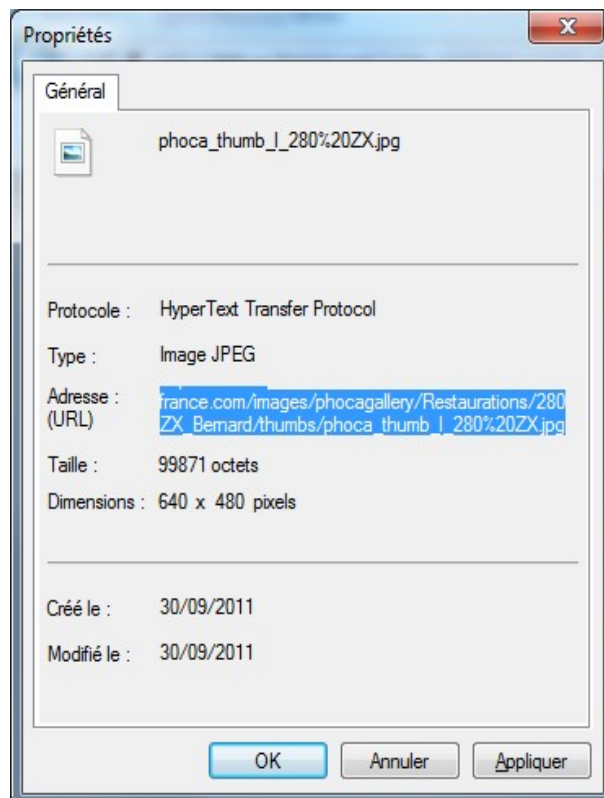 Propriétés
Général
phoca_thumb_l_280%20ZX.jpg
Protocole : HyperText Transfer Protocol
Type : Image JPEG
Adresse : france.com/images/phocagallery/Restaurations/280
(URL) ZX_Bernard/thumbs/phoca_thumb_l_280%20ZX.jpg
Taille : 99871 octets
Dimensions : 640 x 480 pixels
Créé le : 30/09/2011
Modifié le : 30/09/2011
OK Annuler Appliquer